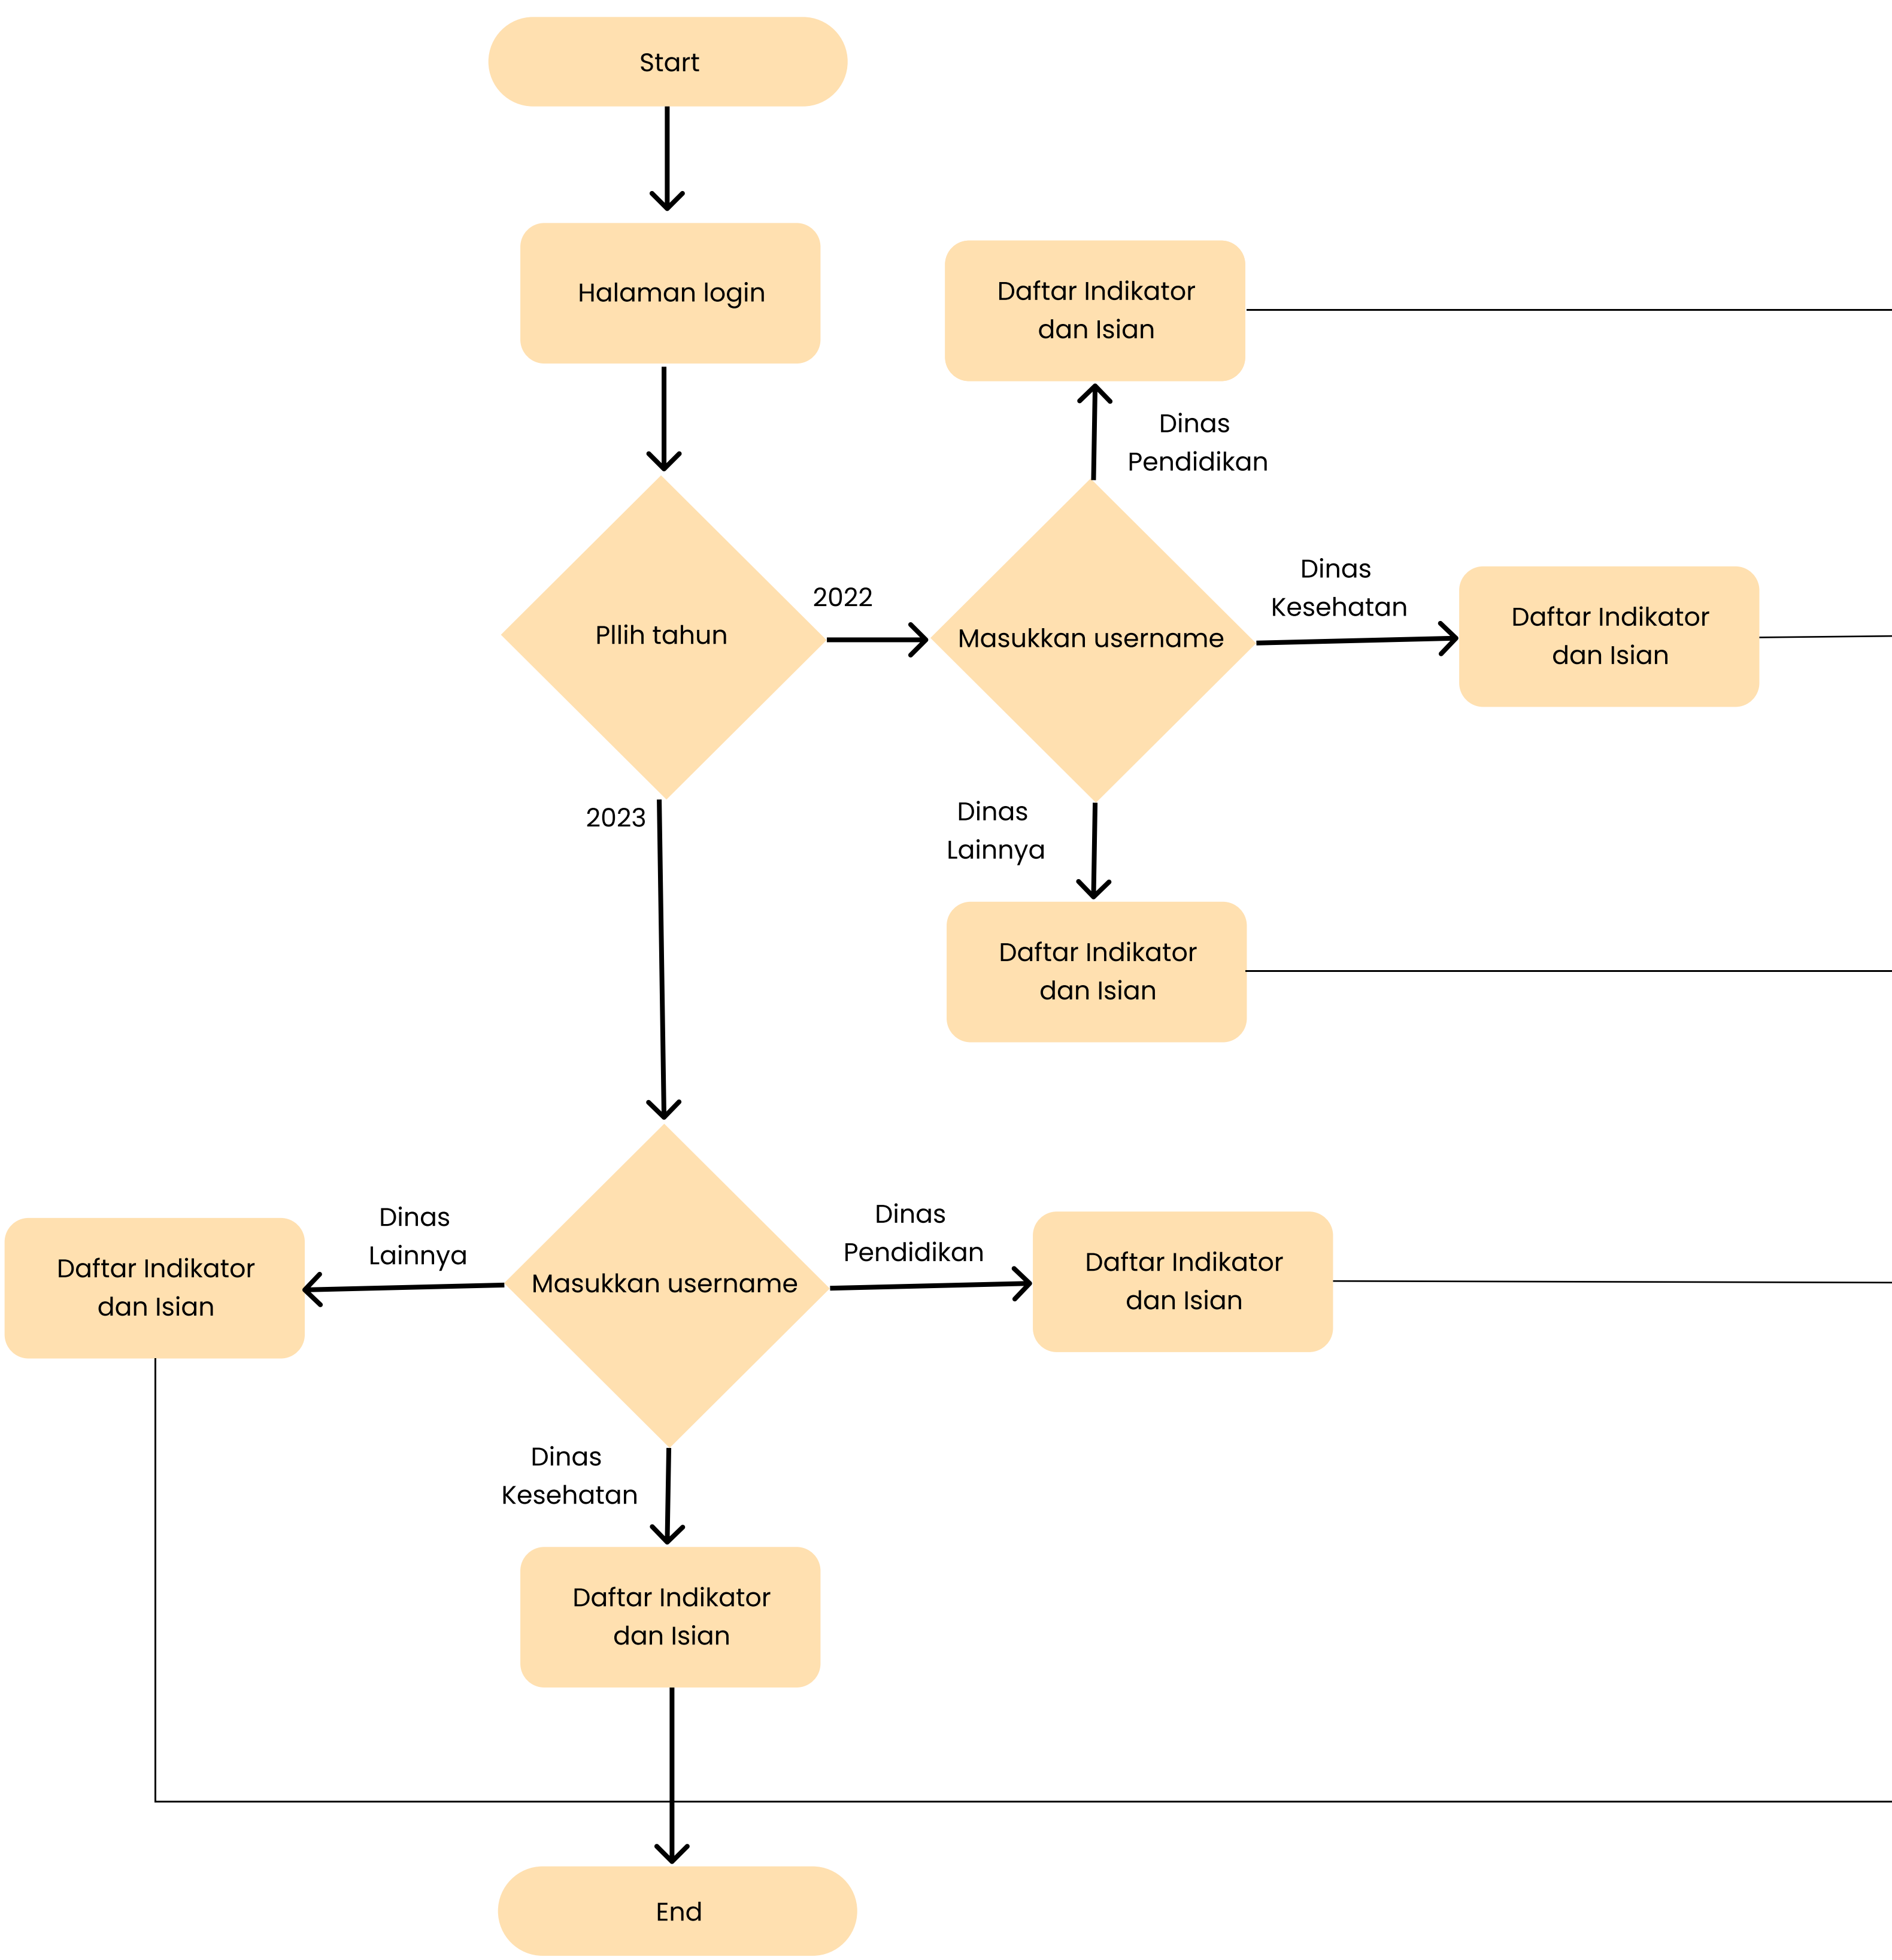 Start
Halaman login
Daftar Indikator
dan Isian
Dinas
Pendidikan
Pllih tahun
2022
Masukkan username
Dinas
Kesehatan
Daftar Indikator
dan Isian
2023
Dinas
Lainnya
Daftar Indikator
dan Isian
Daftar Indikator
dan Isian
Dinas
Lainnya
Masukkan username
Dinas
Pendidikan
Daftar Indikator
dan Isian
Dinas
Kesehatan
Daftar Indikator
dan Isian
End